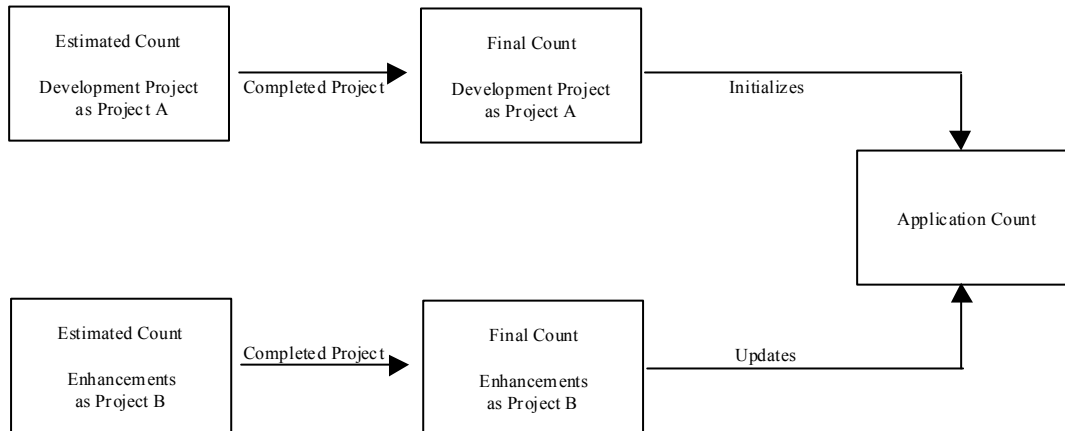 Estimated Count
Development Project
as Project A
Completed Project
Final Count
Development Project
as Project A
Initializes
Application Count
Estimated Count
Enhancements
as Project B
Completed Project
Final Count
Enhancements
as Project B
Updates